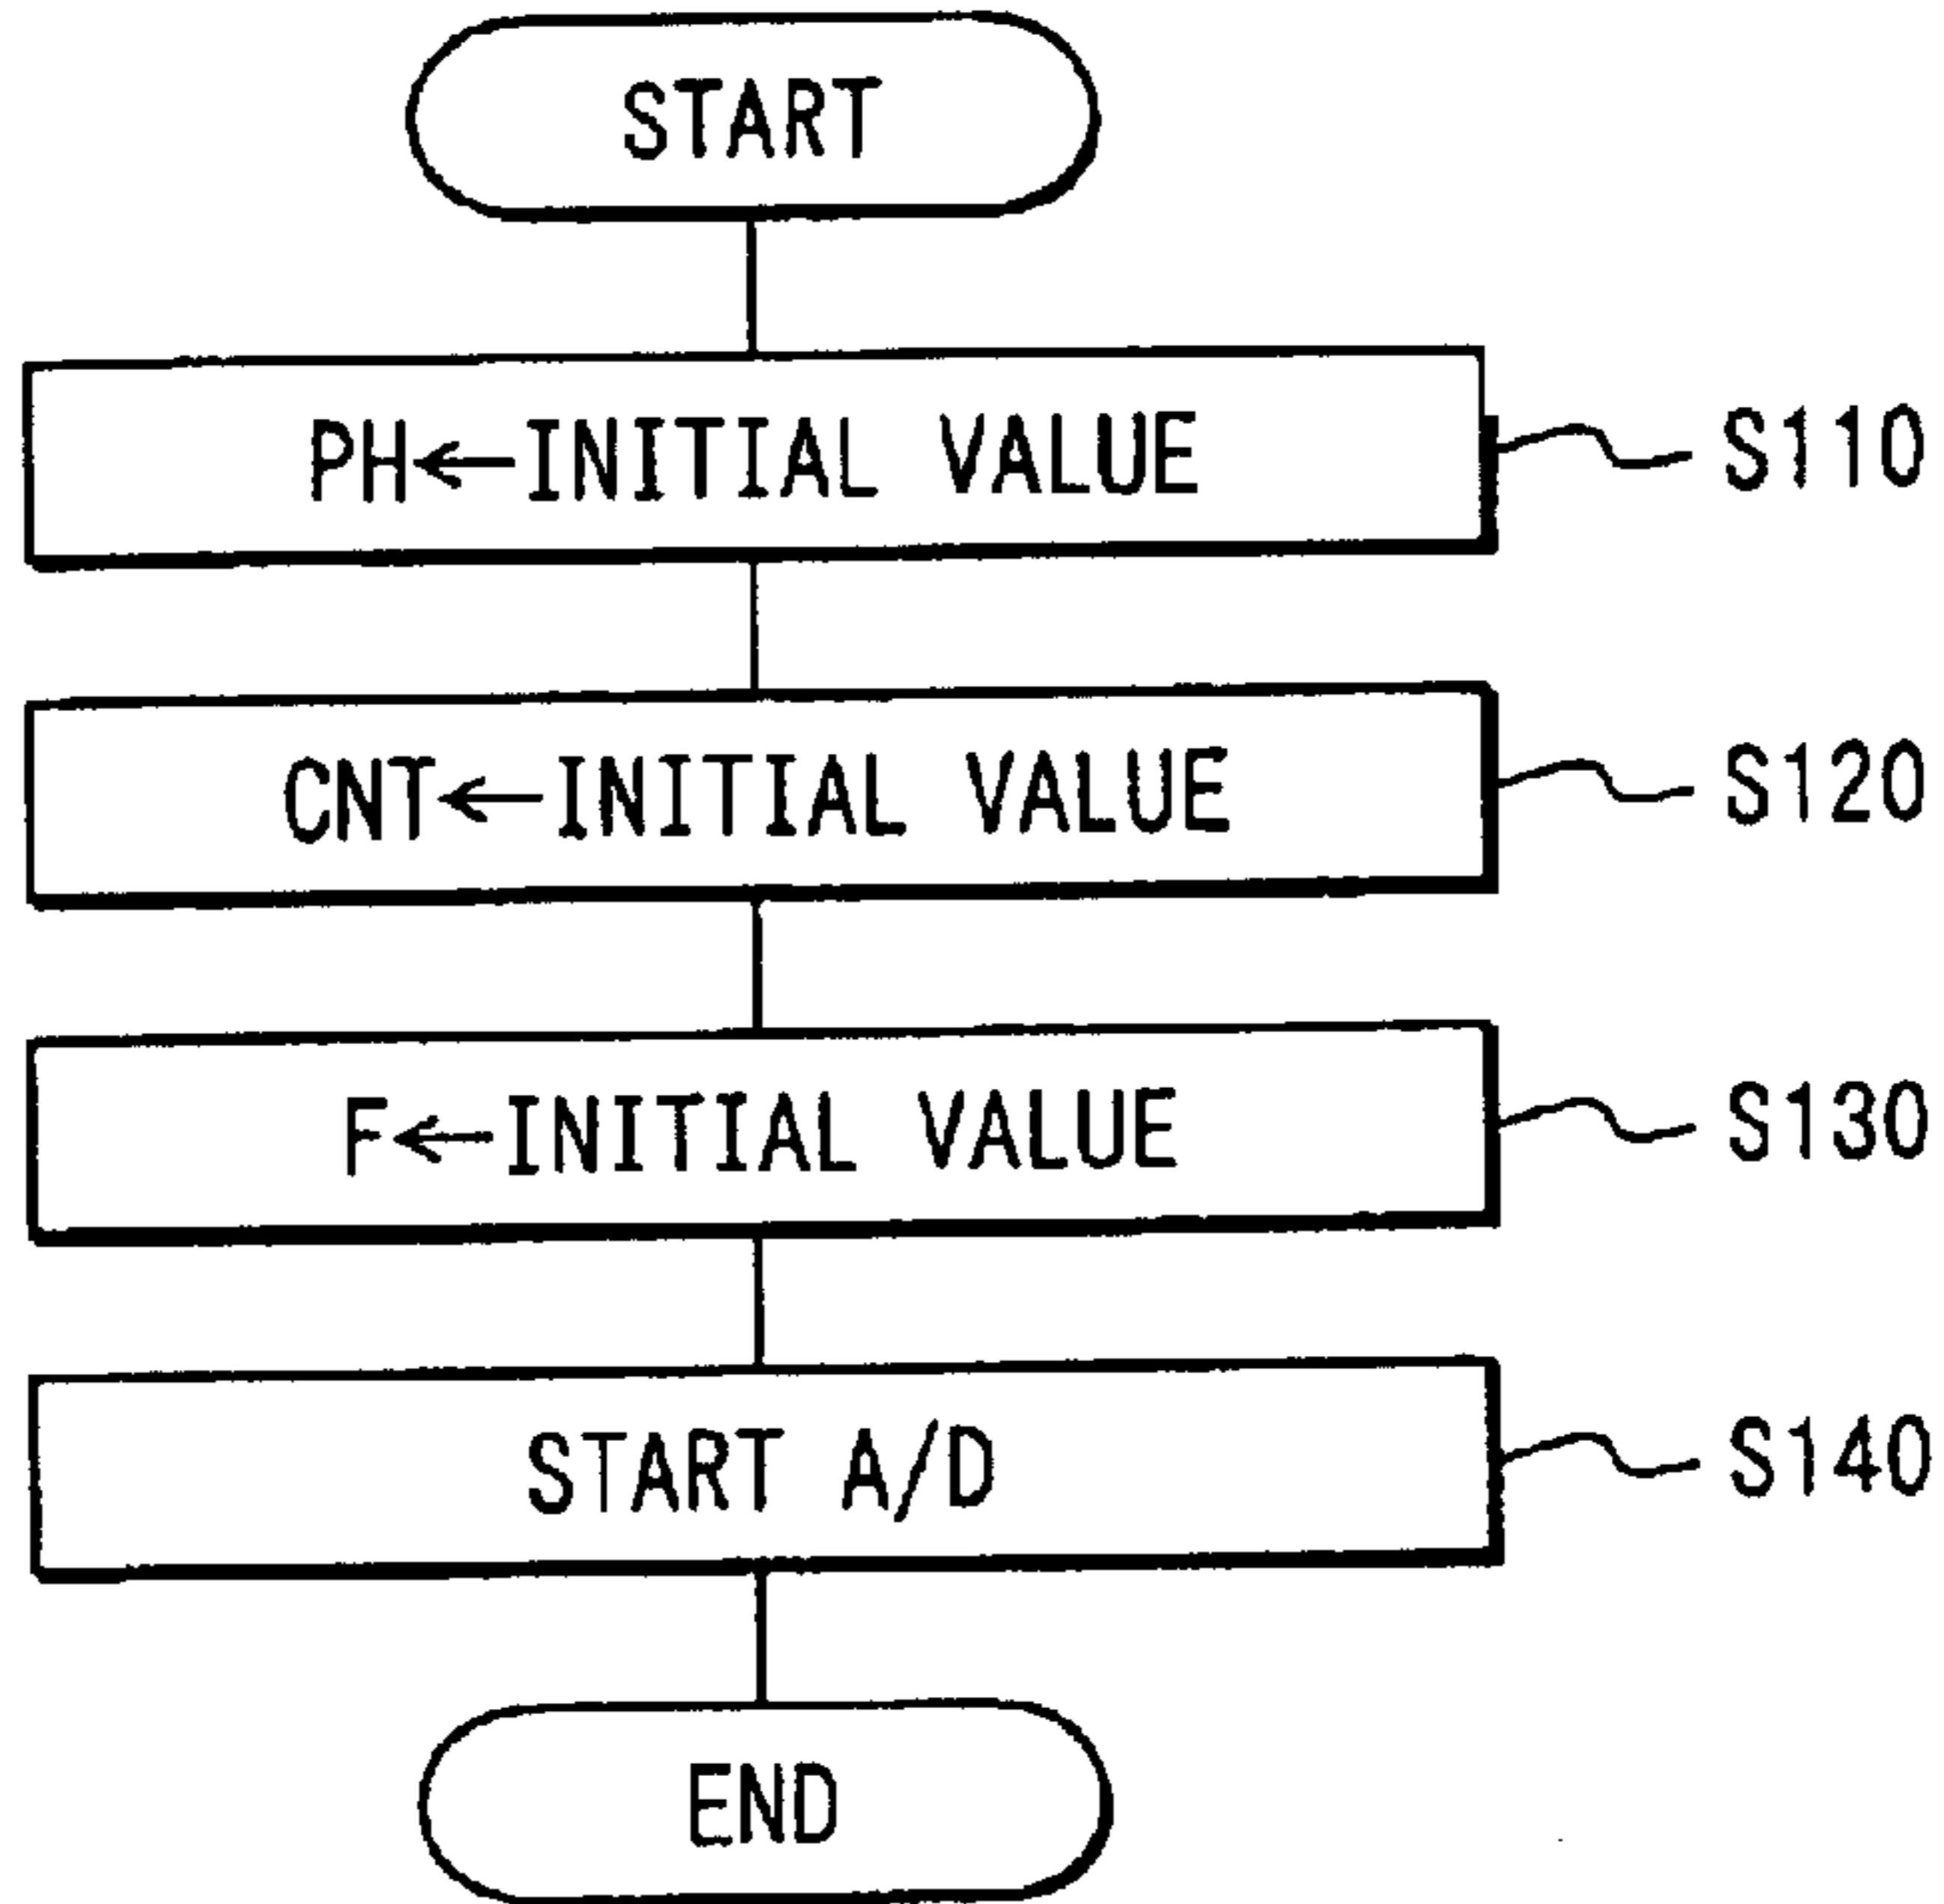 START
PH←INITIAL VALUE S110
CNT←INITIAL VALUE S120
F←INITIAL VALUE S130
START A/D S140
END